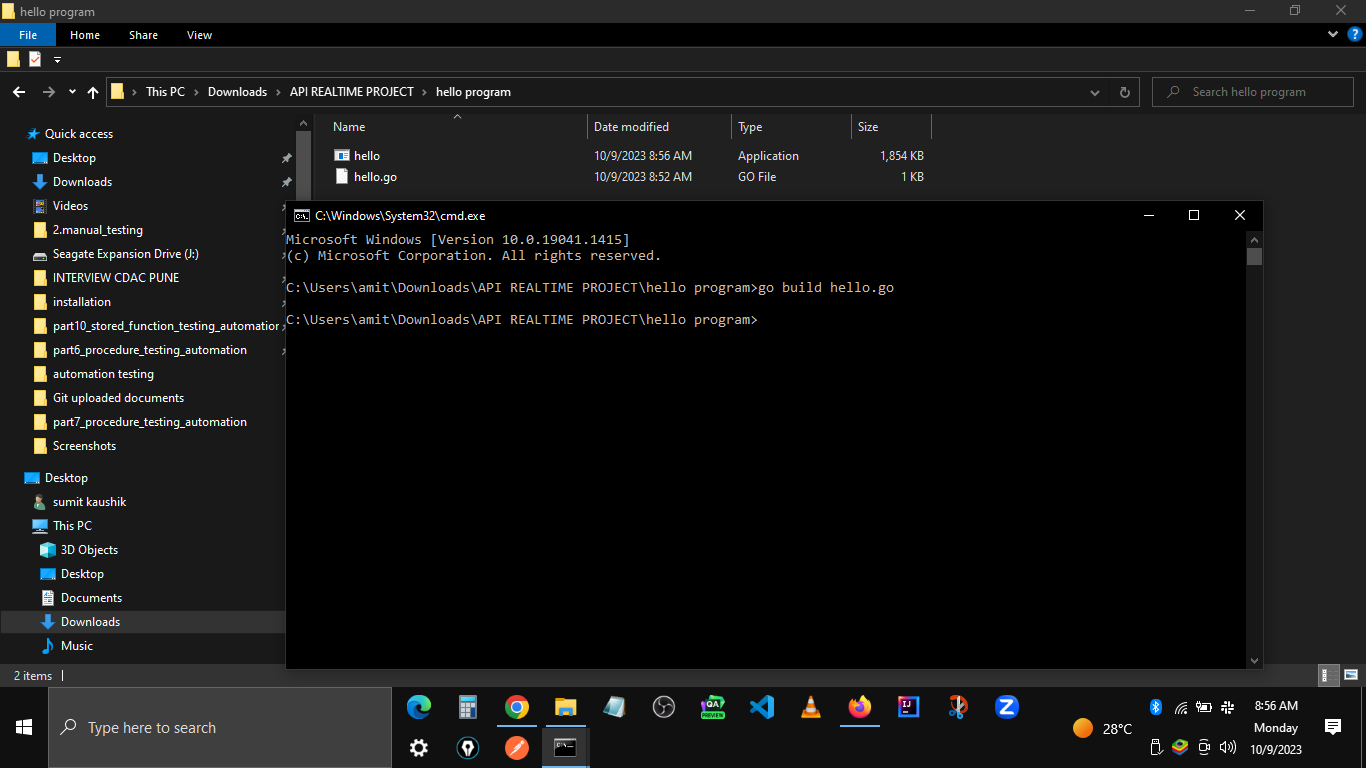 hello program
File Home Share View
This PC Downloads API REALTIME PROJECT hello program
Search hello program
Name Date modified Type Size
hello 10/9/2023 8:56 AM Application 1,854 KB
hello.go 10/9/2023 8:52 AM GO File 1 KB
Quick access
Desktop
Downloads
Videos
2.manual_testing
Seagate Expansion Drive (J:)
INTERVIEW CDAC PUNE
installation
part10_stored_function_testing_automation
part6_procedure_testing_automation
automation testing
Git uploaded documents
part7_procedure_testing_automation
Screenshots
Desktop
sumit kaushik
This PC
3D Objects
Desktop
Documents
Downloads
Music
2 items
C:\Windows\System32\cmd.exe
Microsoft Windows [Version 10.0.19041.1415]
(c) Microsoft Corporation. All rights reserved.
C:\Users\amit\Downloads\API REALTIME PROJECT\hello program>go build hello.go
C:\Users\amit\Downloads\API REALTIME PROJECT\hello program>
Type here to search
QA
PREVIEW
IJ
Z
28°C
8:56 AM
Monday
10/9/2023